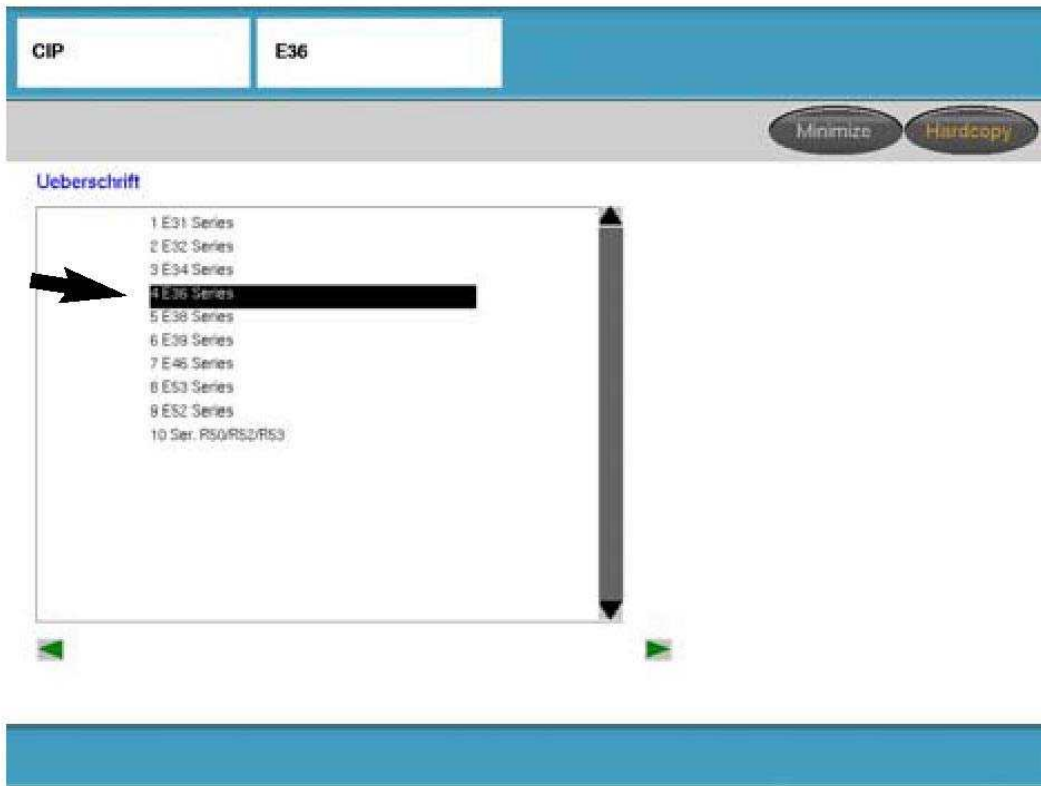 CIP E36
Minimize Hardcopy
Ueberschrift
1 E31 Series
2 E32 Series
3 E34 Series
4 E36 Series
5 E38 Series
6 E39 Series
7 E46 Series
8 E53 Series
9 E52 Series
10 Ser. R50/R52/R53